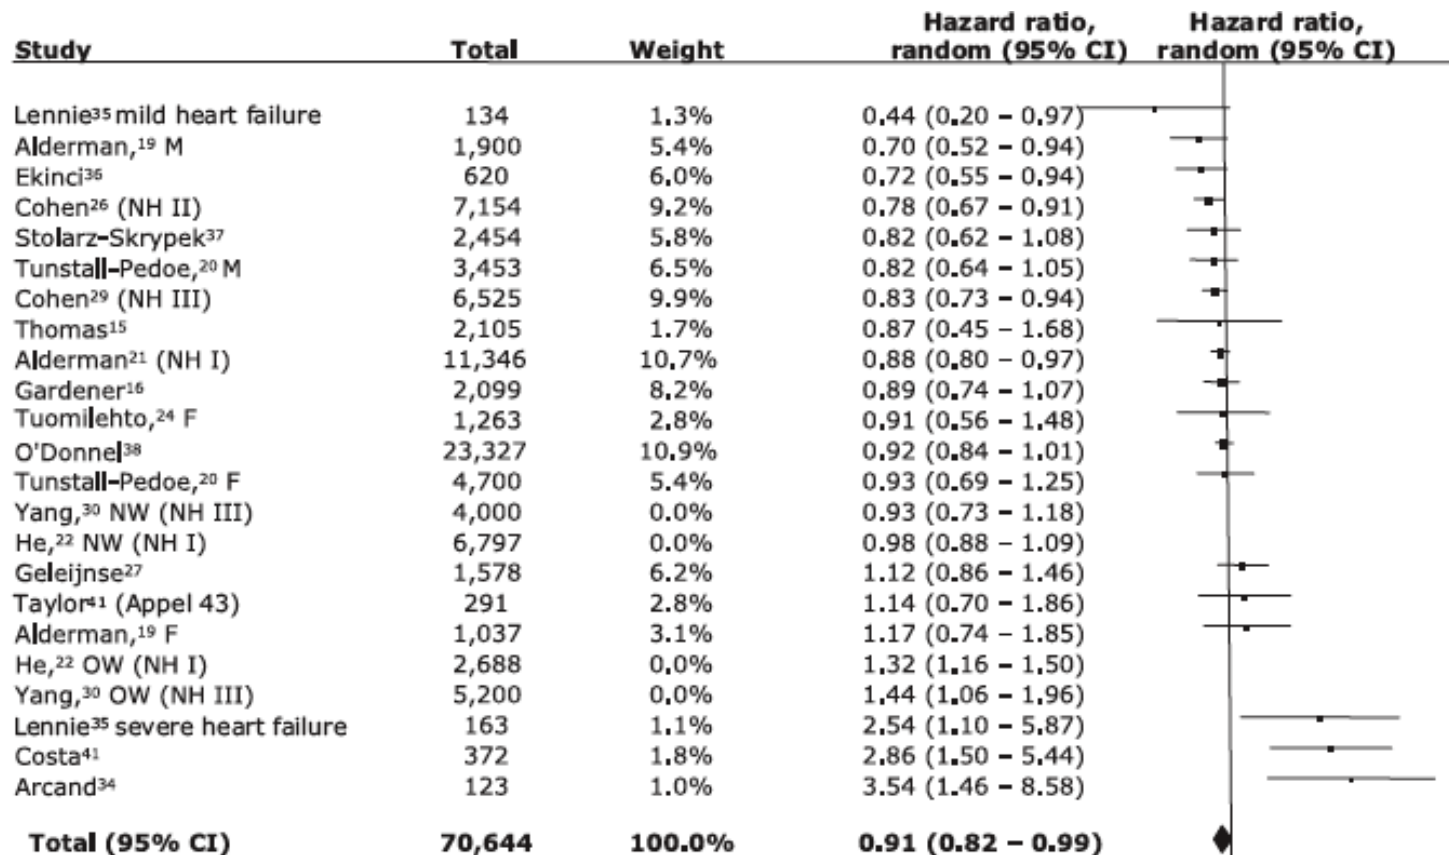 Hazard ratio, Hazard ratio,
Study Total Weight random (95% CI) random (95% CI)
Lennie³⁵ mild heart failure 134 1.3% 0.44 (0.20 – 0.97)
Alderman,¹⁹ M 1,900 5.4% 0.70 (0.52 – 0.94)
Ekinci³⁶ 620 6.0% 0.72 (0.55 – 0.94)
Cohen²⁶ (NH II) 7,154 9.2% 0.78 (0.67 – 0.91)
Stolarz–Skrypek³⁷ 2,454 5.8% 0.82 (0.62 – 1.08)
Tunstall–Pedoe,²⁰ M 3,453 6.5% 0.82 (0.64 – 1.05)
Cohen²⁹ (NH III) 6,525 9.9% 0.83 (0.73 – 0.94)
Thomas¹⁵ 2,105 1.7% 0.87 (0.45 – 1.68)
Alderman²¹ (NH I) 11,346 10.7% 0.88 (0.80 – 0.97)
Gardener¹⁶ 2,099 8.2% 0.89 (0.74 – 1.07)
Tuomilehto,²⁴ F 1,263 2.8% 0.91 (0.56 – 1.48)
O'Donnel³⁸ 23,327 10.9% 0.92 (0.84 – 1.01)
Tunstall–Pedoe,²⁰ F 4,700 5.4% 0.93 (0.69 – 1.25)
Yang,³⁰ NW (NH III) 4,000 0.0% 0.93 (0.73 – 1.18)
He,²² NW (NH I) 6,797 0.0% 0.98 (0.88 – 1.09)
Geleijnse²⁷ 1,578 6.2% 1.12 (0.86 – 1.46)
Taylor⁴¹ (Appel 43) 291 2.8% 1.14 (0.70 – 1.86)
Alderman,¹⁹ F 1,037 3.1% 1.17 (0.74 – 1.85)
He,²² OW (NH I) 2,688 0.0% 1.32 (1.16 – 1.50)
Yang,³⁰ OW (NH III) 5,200 0.0% 1.44 (1.06 – 1.96)
Lennie³⁵ severe heart failure 163 1.1% 2.54 (1.10 – 5.87)
Costa⁴¹ 372 1.8% 2.86 (1.50 – 5.44)
Arcand³⁴ 123 1.0% 3.54 (1.46 – 8.58)
Total (95% CI) 70,644 100.0% 0.91 (0.82 – 0.99)